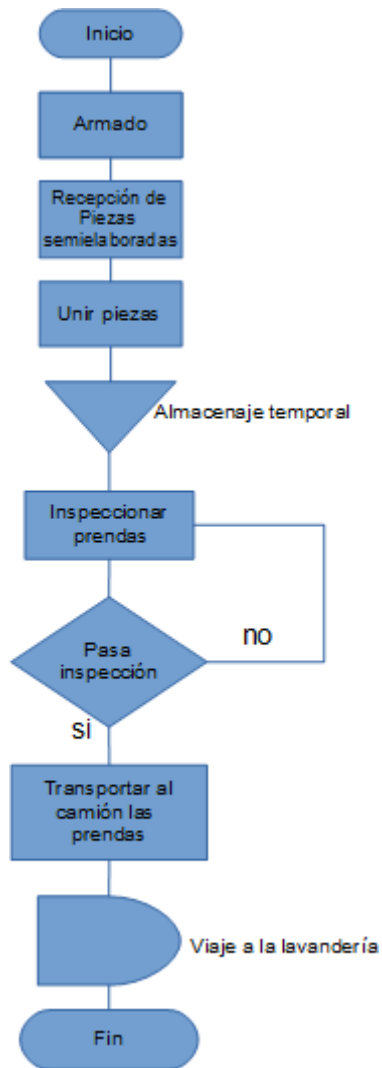 Inicio
Armado
Recepción de
Piezas
semielaboradas
Unir piezas
Almacenaje temporal
Inspeccionar
prendas
Pasa
inspección
no
si
Transportar al
camión las
prendas
Viaje a la lavandería
Fin